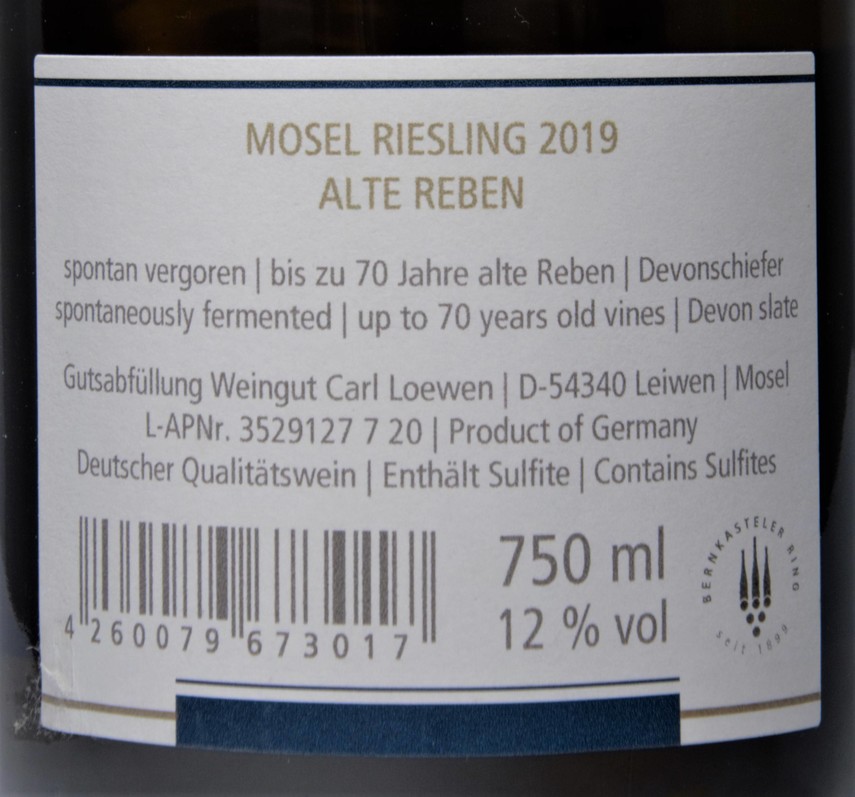 MOSEL RIESLING 2019
ALTE REBEN
spontan vergoren | bis zu 70 Jahre alte Reben | Devonschiefer
spontaneously fermented | up to 70 years old vines | Devon slate
Gutsabfüllung Weingut Carl Loewen | D-54340 Leiwen | Mosel
L-APNr. 3529127 7 20 | Product of Germany
Deutscher Qualitätswein | Enthält Sulfite | Contains Sulfites
4 260079 673017
750 ml
12 % vol
BERNKASTELER RING
seit 1899